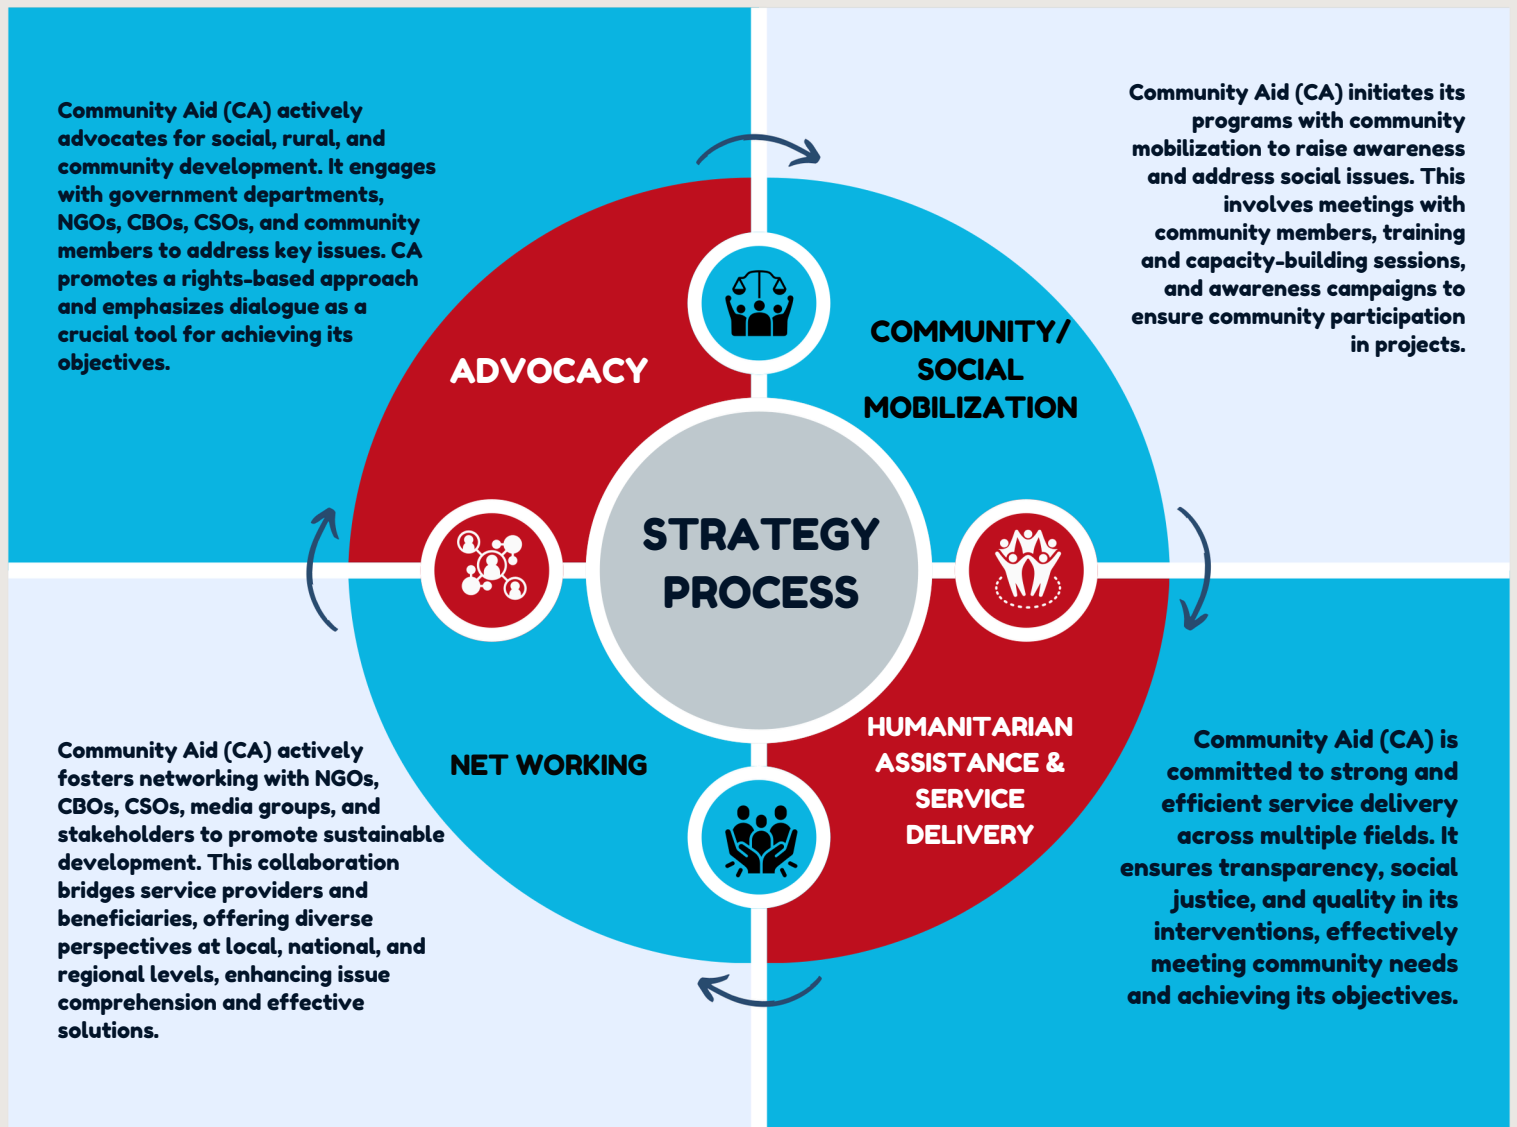 Community Aid (CA) actively
advocates for social, rural, and
community development. It engages
with government departments,
NGOs, CBOs, CSOs, and community
members to address key issues. CA
promotes a rights-based approach
and emphasizes dialogue as a
crucial tool for achieving its
objectives.
Community Aid (CA) initiates its
programs with community
mobilization to raise awareness
and address social issues. This
involves meetings with
community members, training
and capacity-building sessions,
and awareness campaigns to
ensure community participation
in projects.
ADVOCACY
COMMUNITY/
SOCIAL
MOBILIZATION
STRATEGY
PROCESS
NET WORKING
HUMANITARIAN
ASSISTANCE &
SERVICE
DELIVERY
Community Aid (CA) actively
fosters networking with NGOs,
CBOs, CSOs, media groups, and
stakeholders to promote sustainable
development. This collaboration
bridges service providers and
beneficiaries, offering diverse
perspectives at local, national, and
regional levels, enhancing issue
comprehension and effective
solutions.
Community Aid (CA) is
committed to strong and
efficient service delivery
across multiple fields. It
ensures transparency, social
justice, and quality in its
interventions, effectively
meeting community needs
and achieving its objectives.